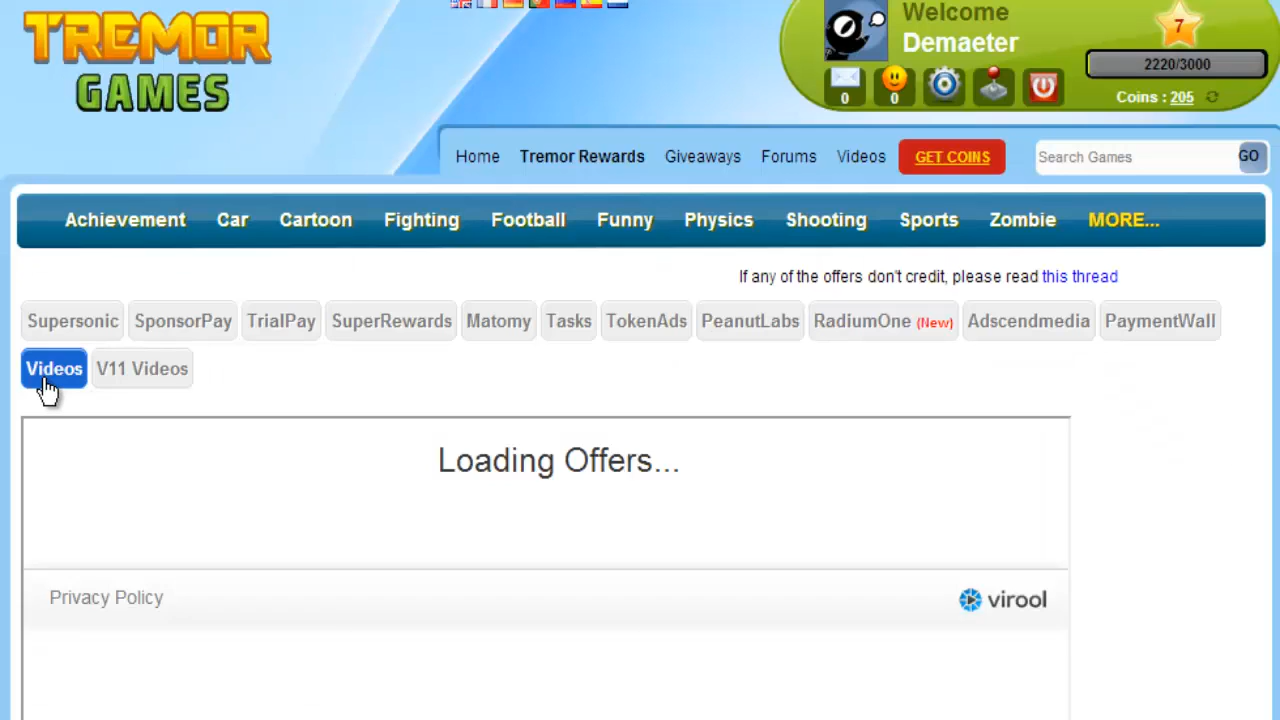 TREMOR
GAMES
Welcome
Demaeter
7
2220/3000
0
0
Coins : 205
Home Tremor Rewards Giveaways Forums Videos GET COINS Search Games GO
Achievement Car Cartoon Fighting Football Funny Physics Shooting Sports Zombie MORE...
If any of the offers don't credit, please read this thread
Supersonic SponsorPay TrialPay SuperRewards Matomy Tasks TokenAds PeanutLabs RadiumOne (New) Adscendmedia PaymentWall
Videos V11 Videos
Loading Offers...
Privacy Policy
virool